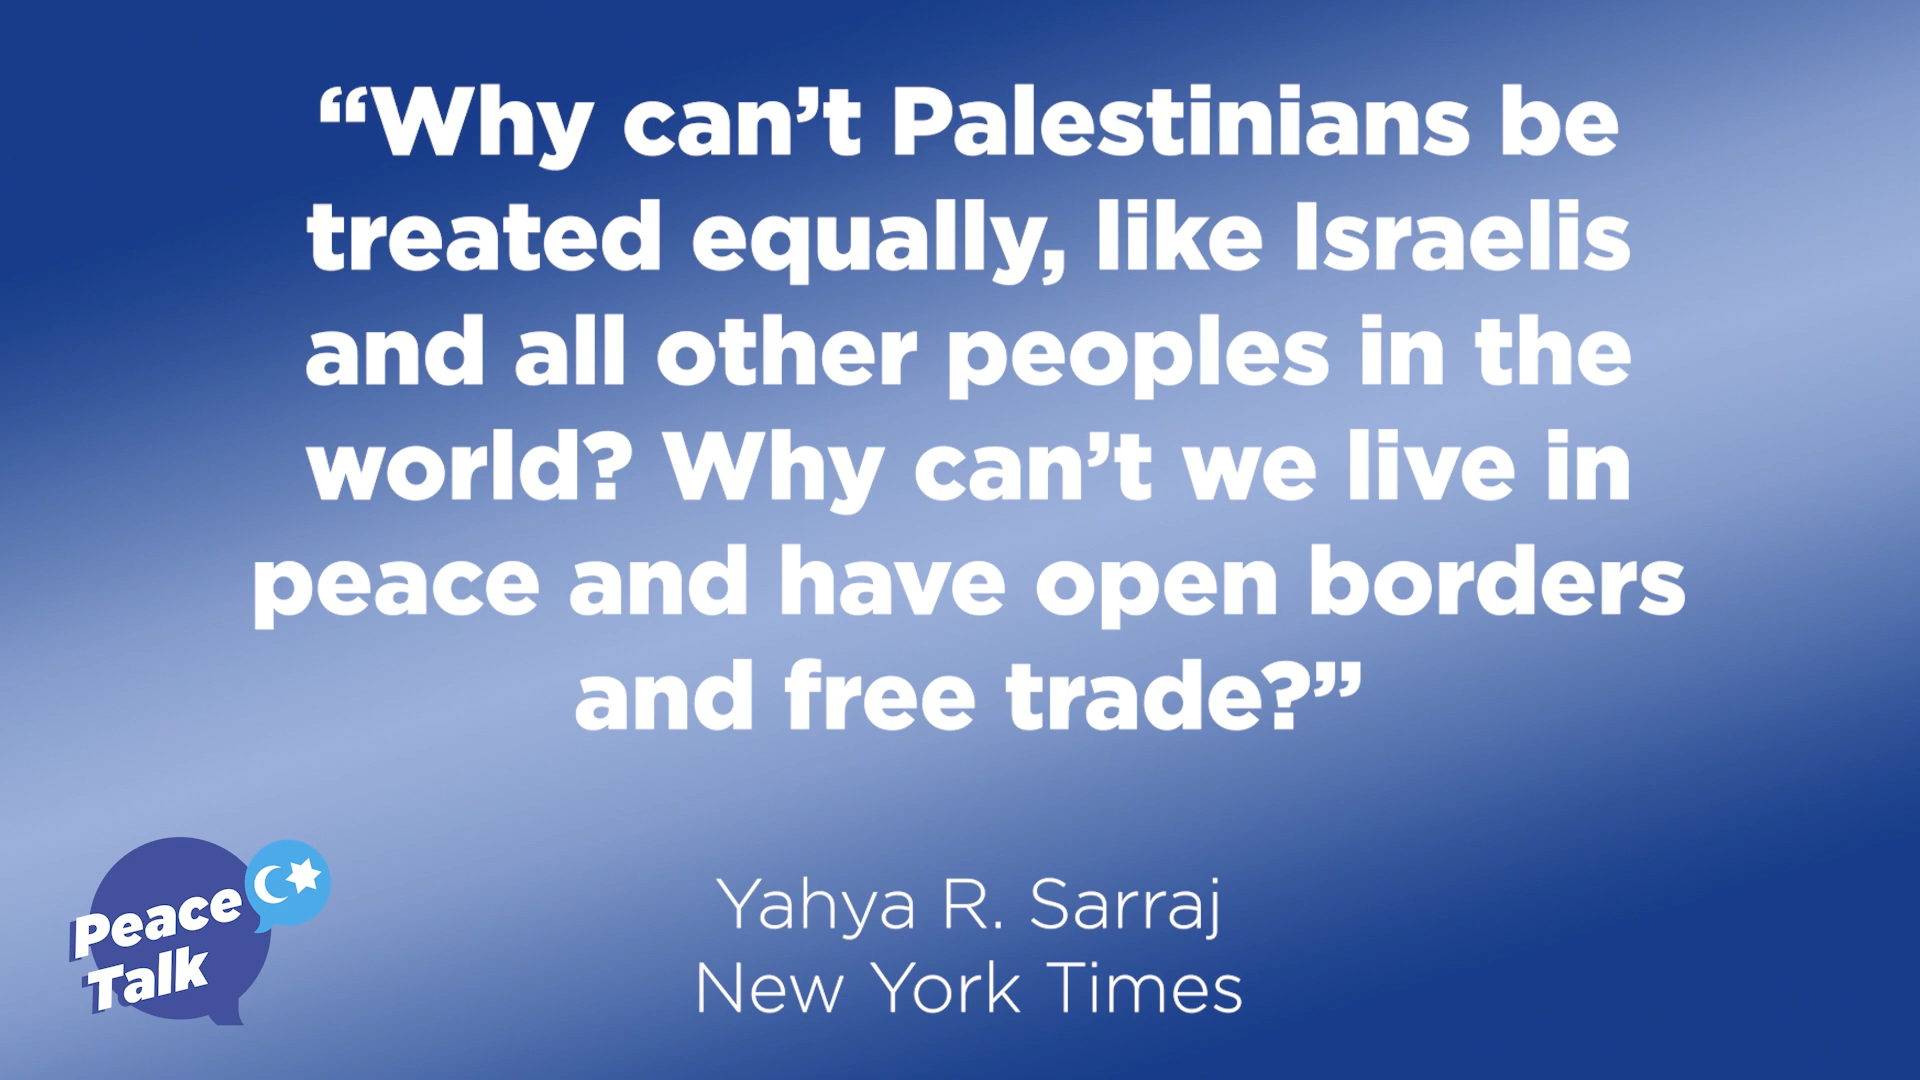 “Why can’t Palestinians be
treated equally, like Israelis
and all other peoples in the
world? Why can’t we live in
peace and have open borders
and free trade?”
Yahya R. Sarraj
New York Times
Peace
Talk